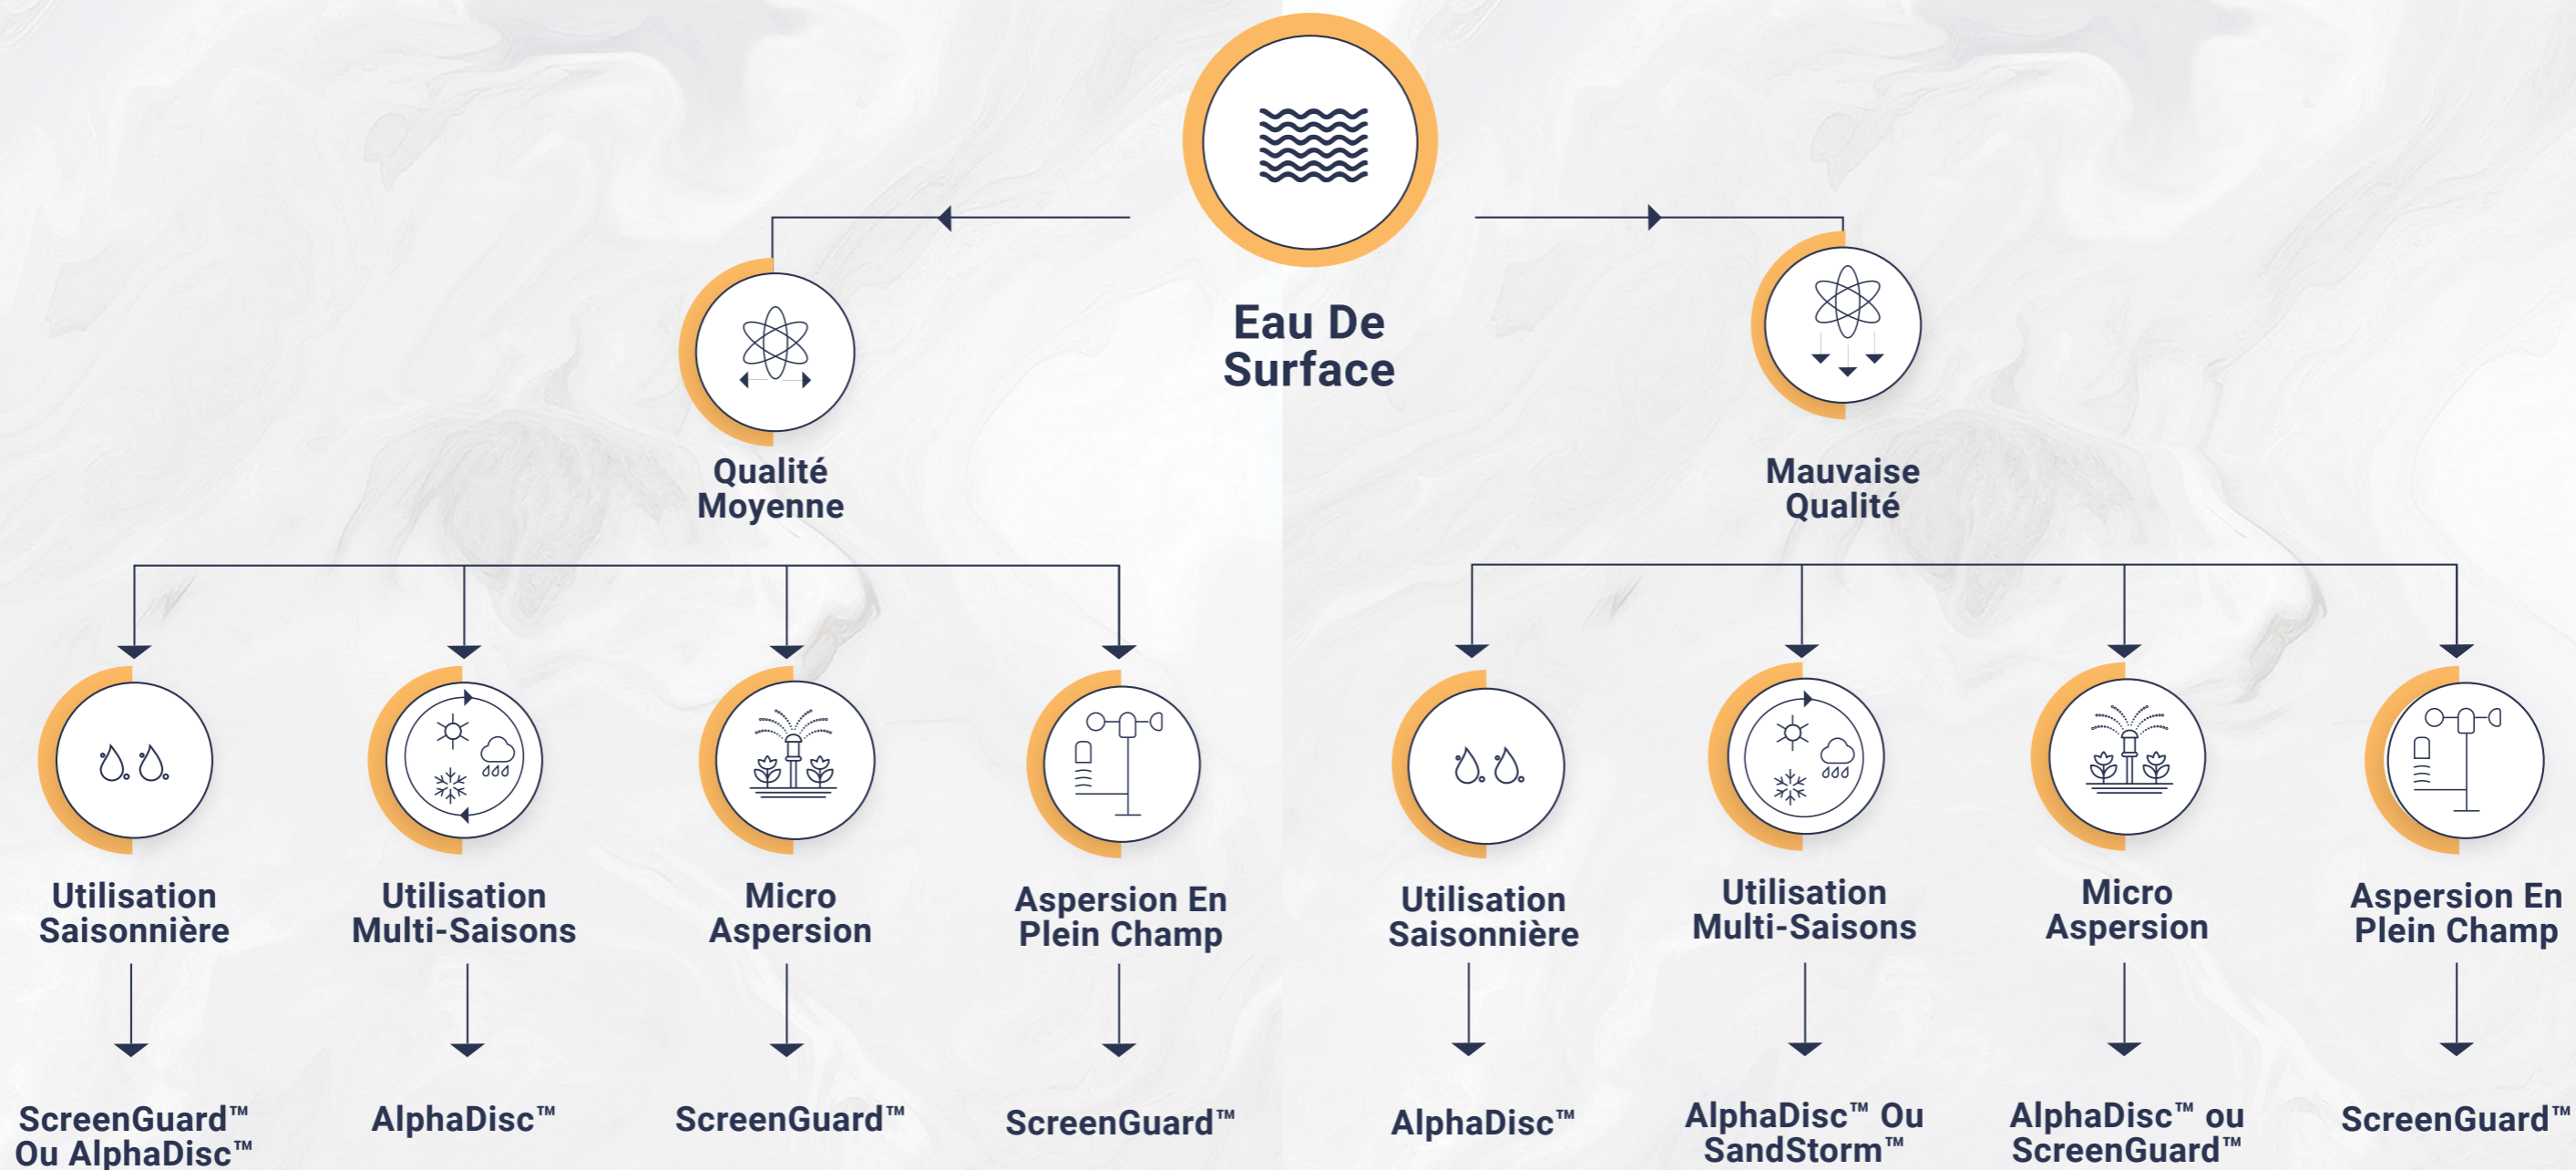 Eau De
Surface
Qualité
Moyenne
Mauvaise
Qualité
Utilisation
Saisonnière
Utilisation
Multi-Saisons
Micro
Aspersion
Aspersion En
Plein Champ
Utilisation
Saisonnière
Utilisation
Multi-Saisons
Micro
Aspersion
Aspersion En
Plein Champ
ScreenGuard™
Ou AlphaDisc™
AlphaDisc™
ScreenGuard™
ScreenGuard™
AlphaDisc™
AlphaDisc™ Ou
SandStorm™
AlphaDisc™ ou
ScreenGuard™
ScreenGuard™